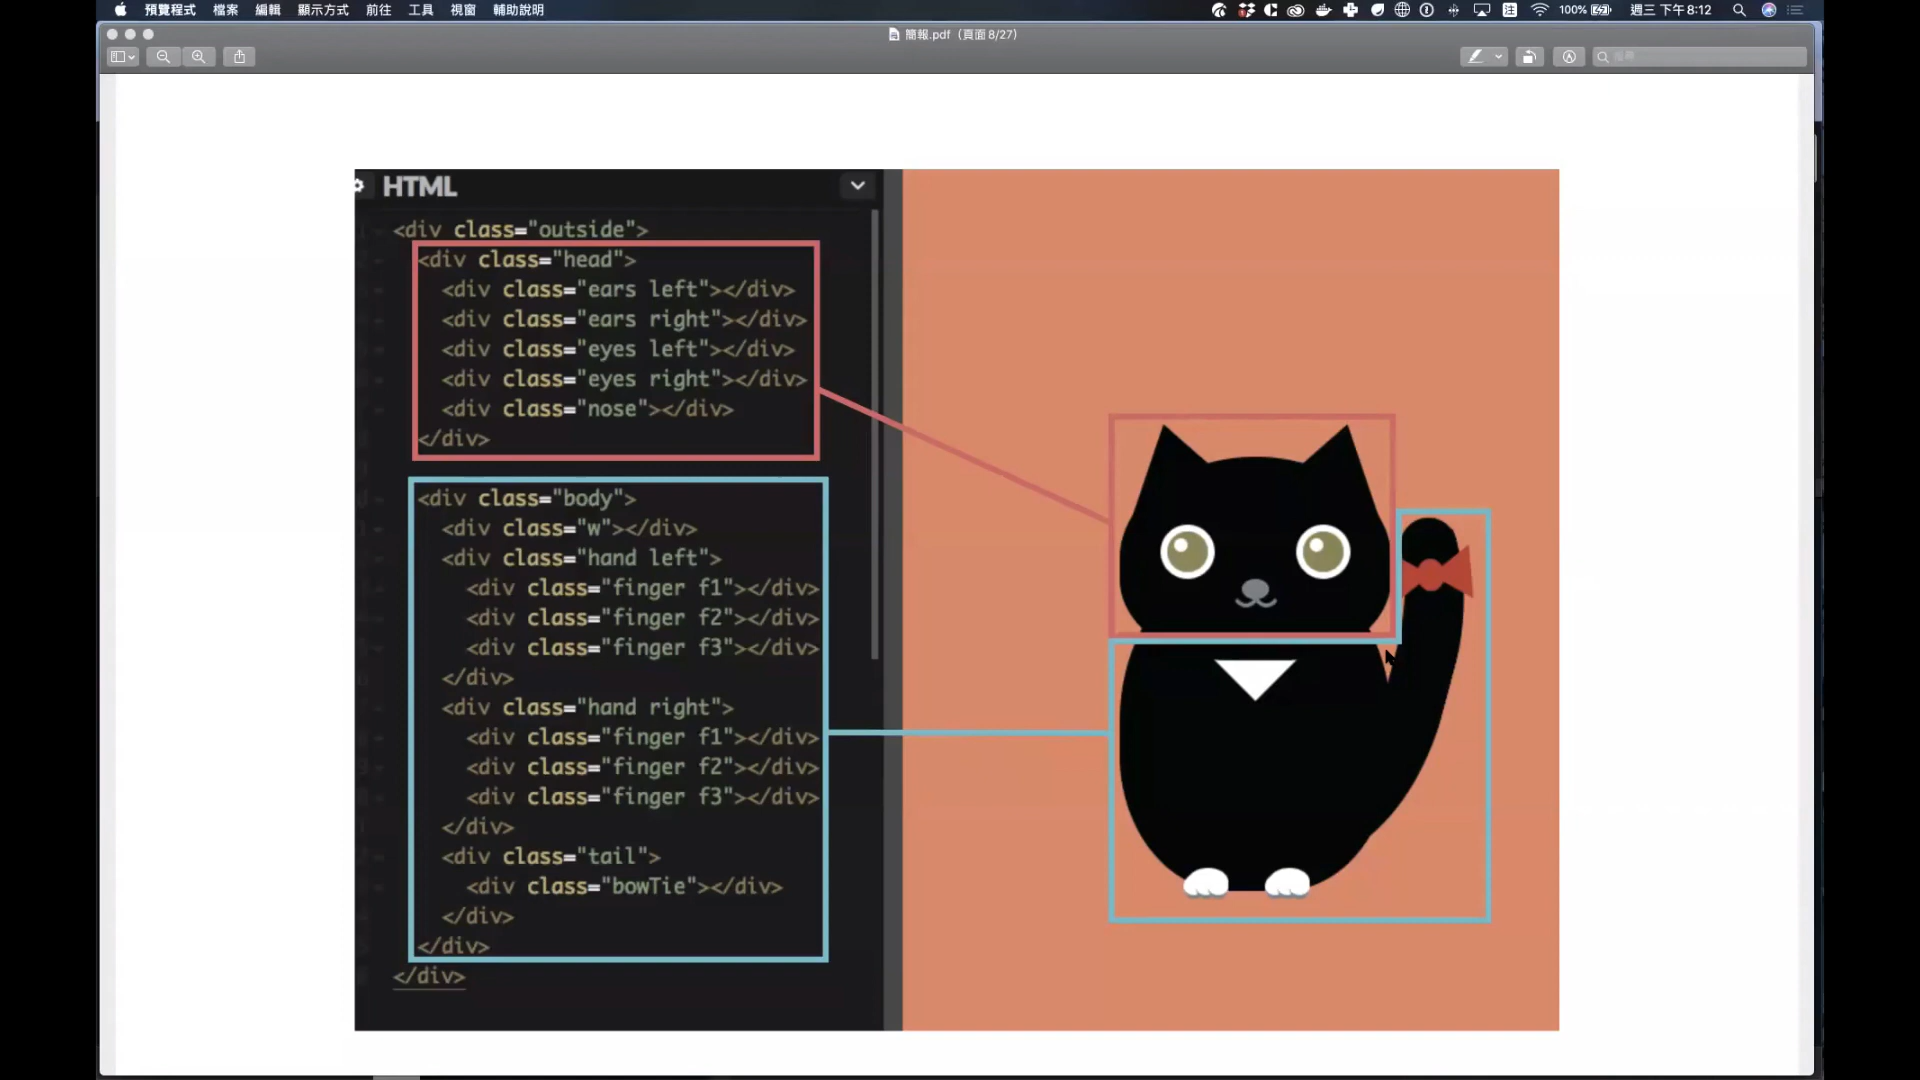 預覽程式 檔案 編輯 顯示方式 前往 工具 視窗 輔助說明 100% 週三 下午8:12
簡報.pdf（頁面 8/27）
搜尋
HTML
<div class="outside">
<div class="head">
<div class="ears left"></div>
<div class="ears right"></div>
<div class="eyes left"></div>
<div class="eyes right"></div>
<div class="nose"></div>
</div>
<div class="body">
<div class="w"></div>
<div class="hand left">
<div class="finger f1"></div>
<div class="finger f2"></div>
<div class="finger f3"></div>
</div>
<div class="hand right">
<div class="finger f1"></div>
<div class="finger f2"></div>
<div class="finger f3"></div>
</div>
<div class="tail">
<div class="bowTie"></div>
</div>
</div>
</div>